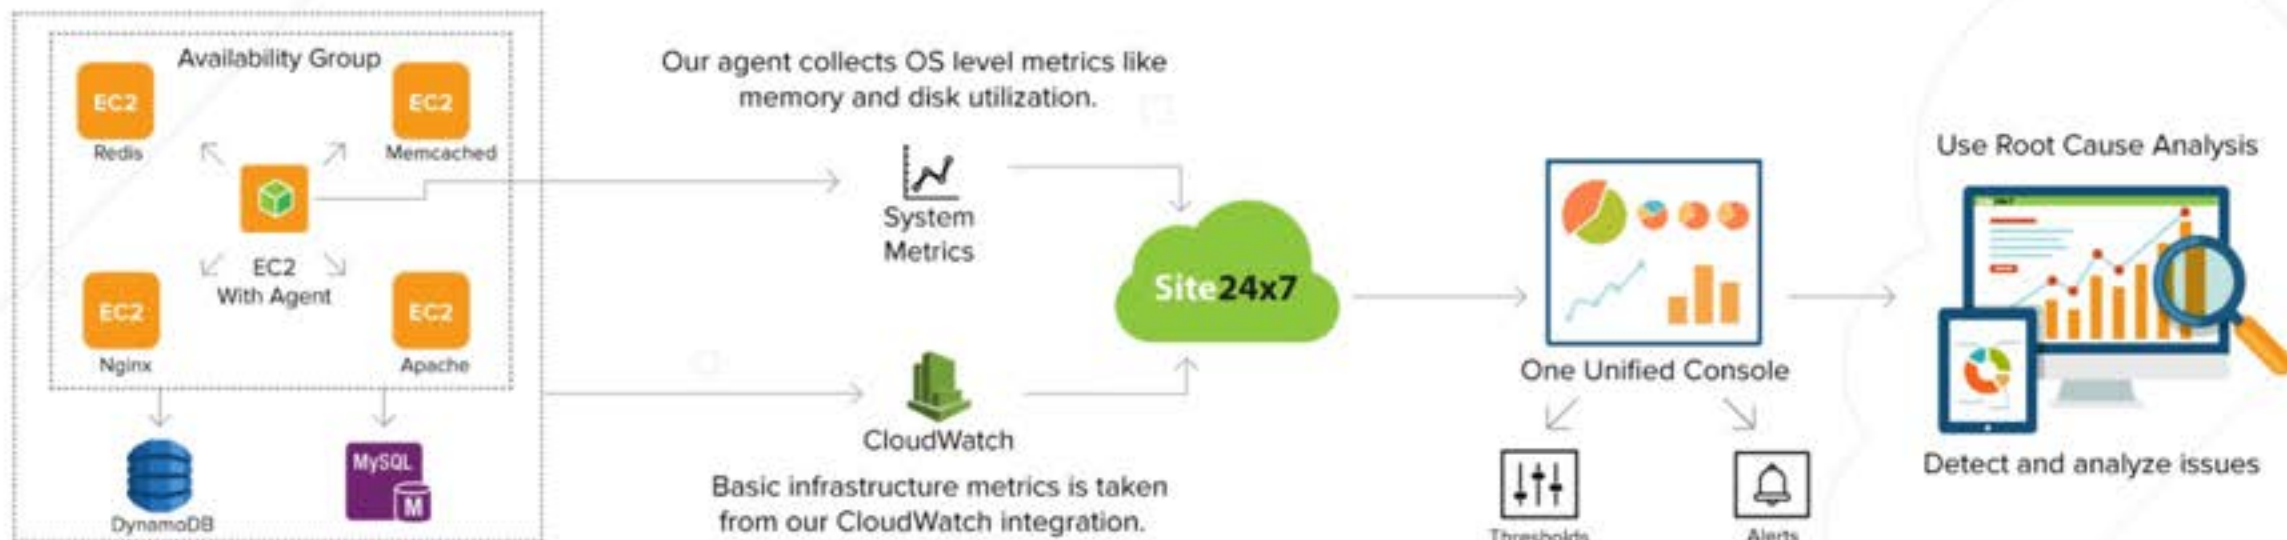 Availability Group
EC2
Redis
EC2
Memcached
EC2
With Agent
EC2
Nginx
EC2
Apache
DynamoDB
MySQL
M
Our agent collects OS level metrics like
memory and disk utilization.
System
Metrics
CloudWatch
Basic infrastructure metrics is taken
from our CloudWatch integration.
Site24x7
One Unified Console
Thresholds
Alerts
Use Root Cause Analysis
Detect and analyze issues